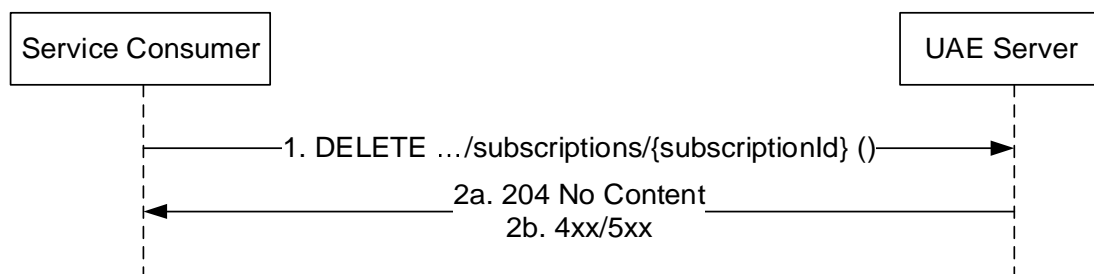 Service Consumer
UAE Server
1. DELETE …/subscriptions/{subscriptionId} ()
2a. 204 No Content
2b. 4xx/5xx